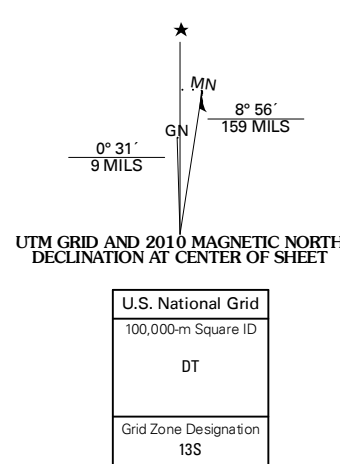 ★
MN
8° 56´
159 MILS
GN
0° 31´
9 MILS
UTM GRID AND 2010 MAGNETIC NORTH
DECLINATION AT CENTER OF SHEET
U.S. National Grid
100,000-m Square ID
DT
Grid Zone Designation
13S